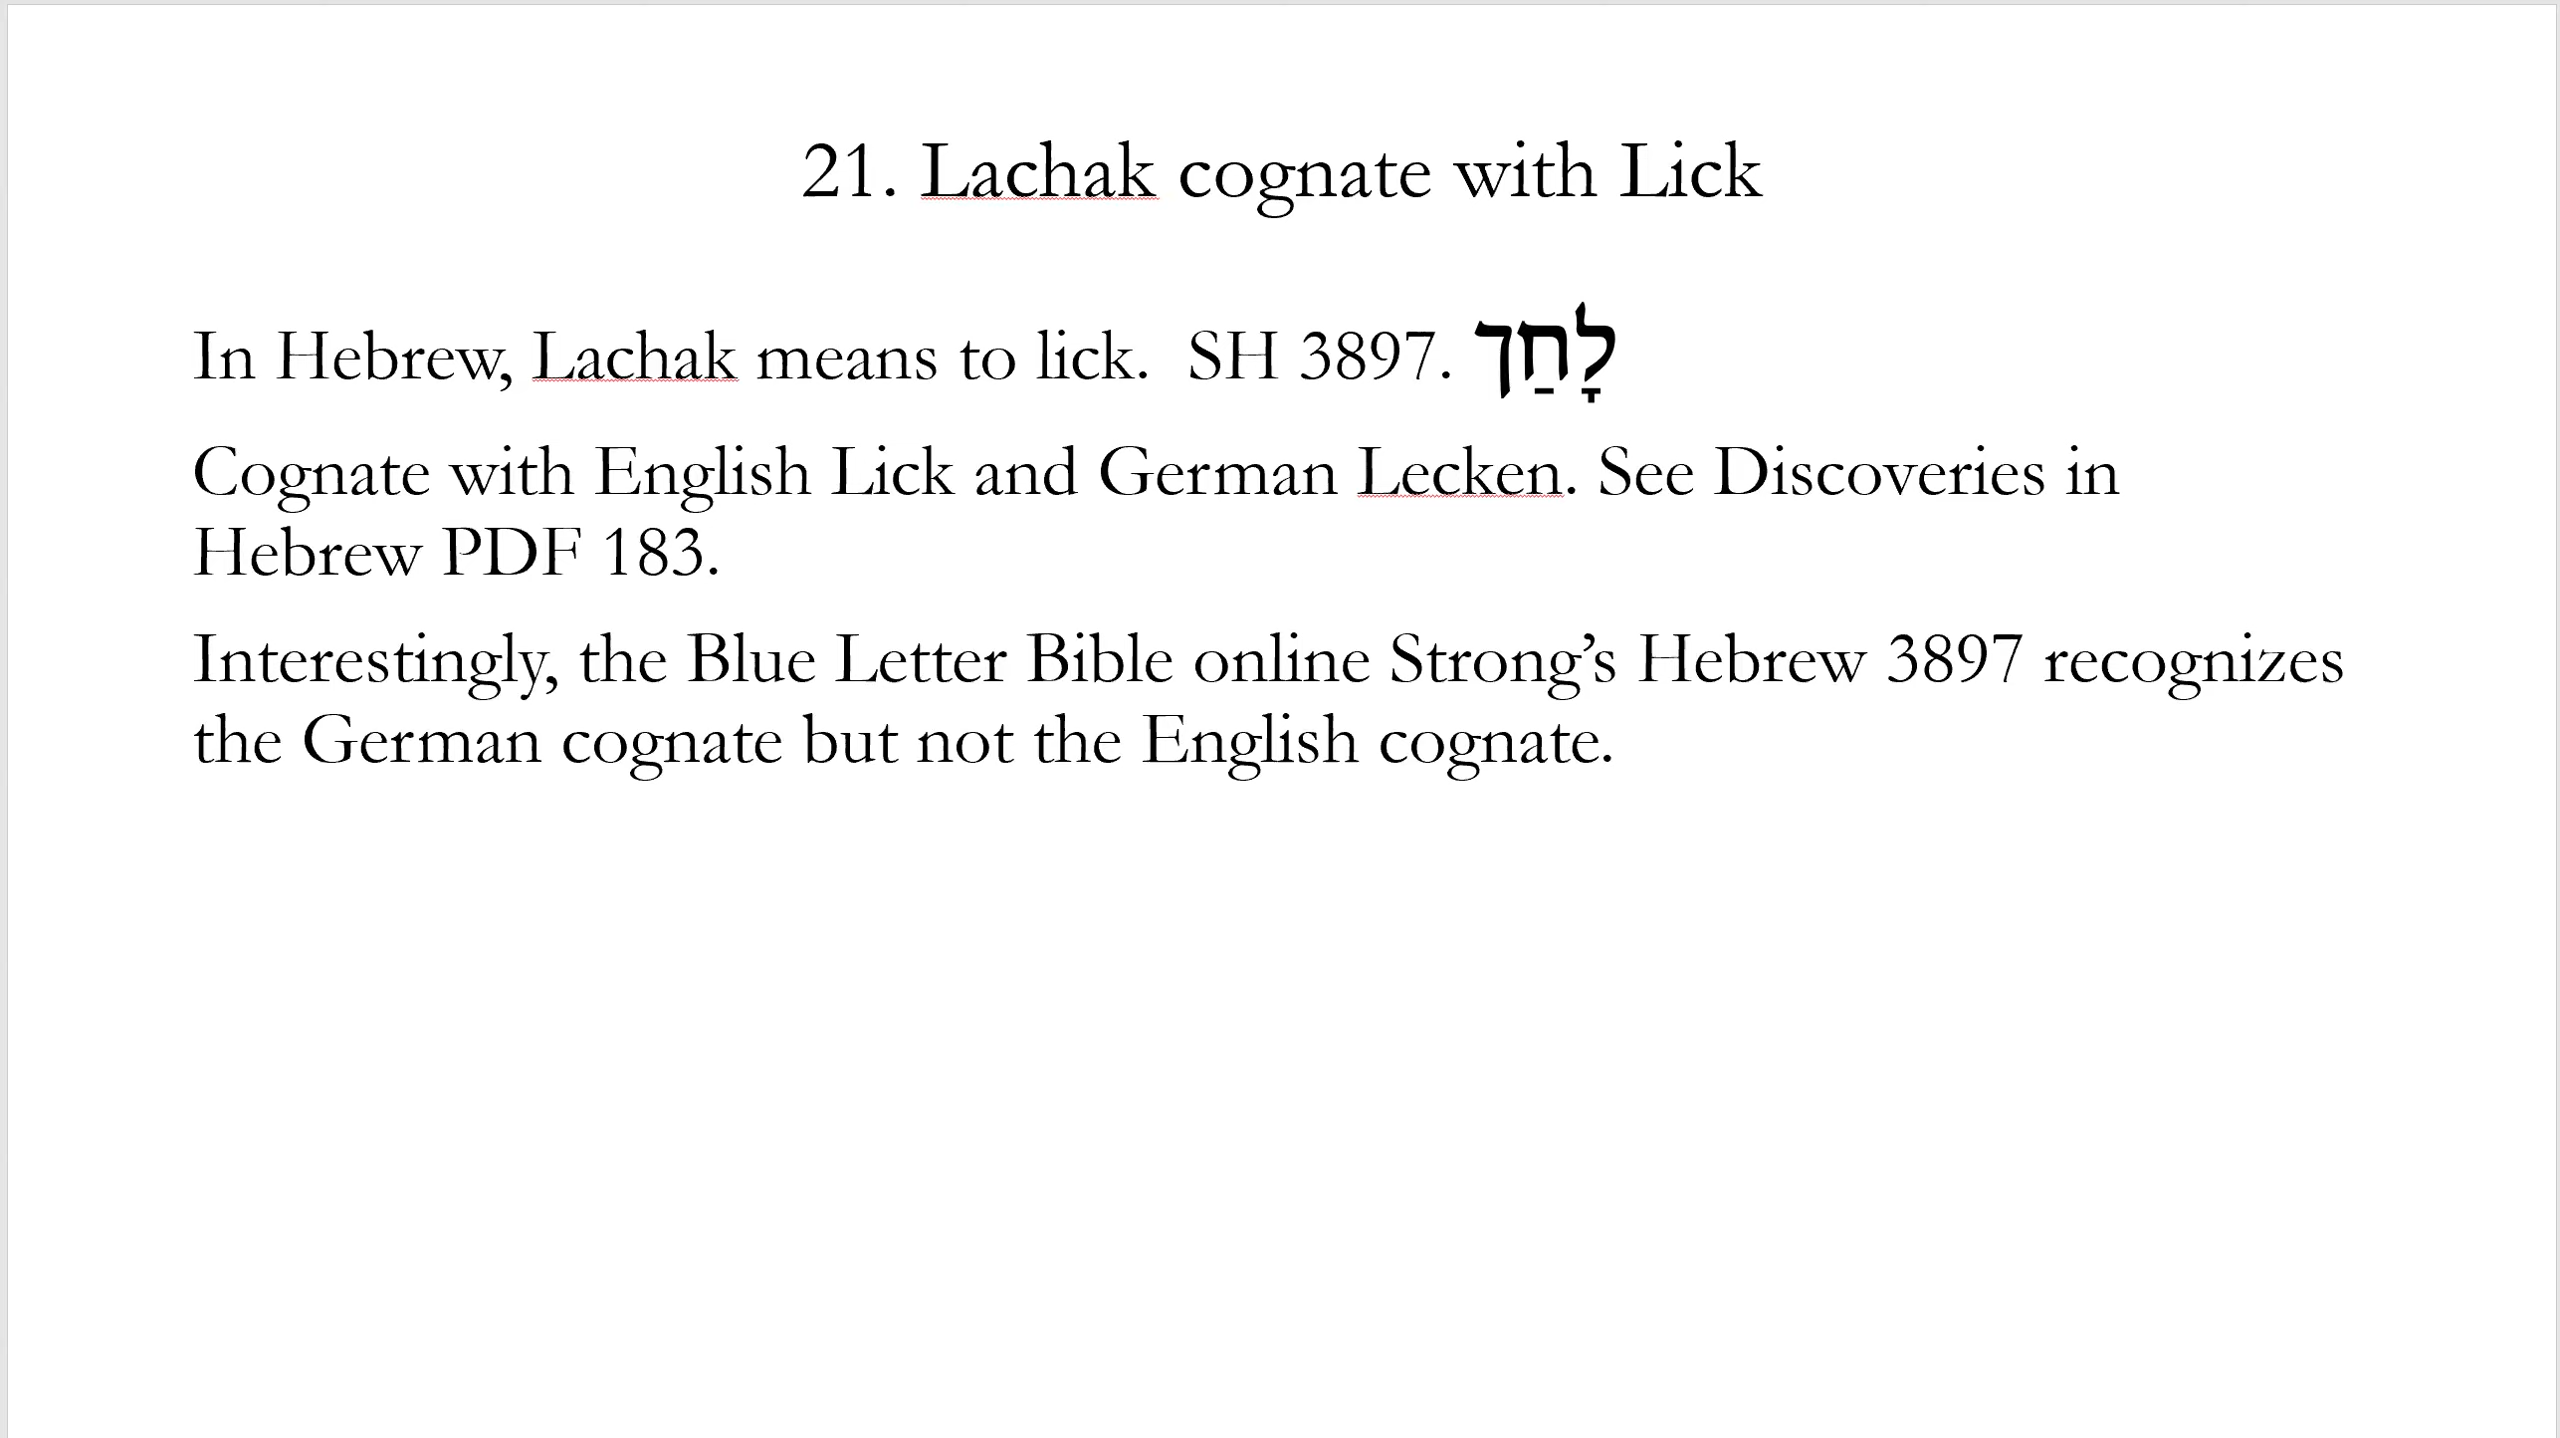 21. Lachak cognate with Lick
In Hebrew, Lachak means to lick.  SH 3897. לָחַך
Cognate with English Lick and German Lecken. See Discoveries in
Hebrew PDF 183.
Interestingly, the Blue Letter Bible online Strong’s Hebrew 3897 recognizes
the German cognate but not the English cognate.